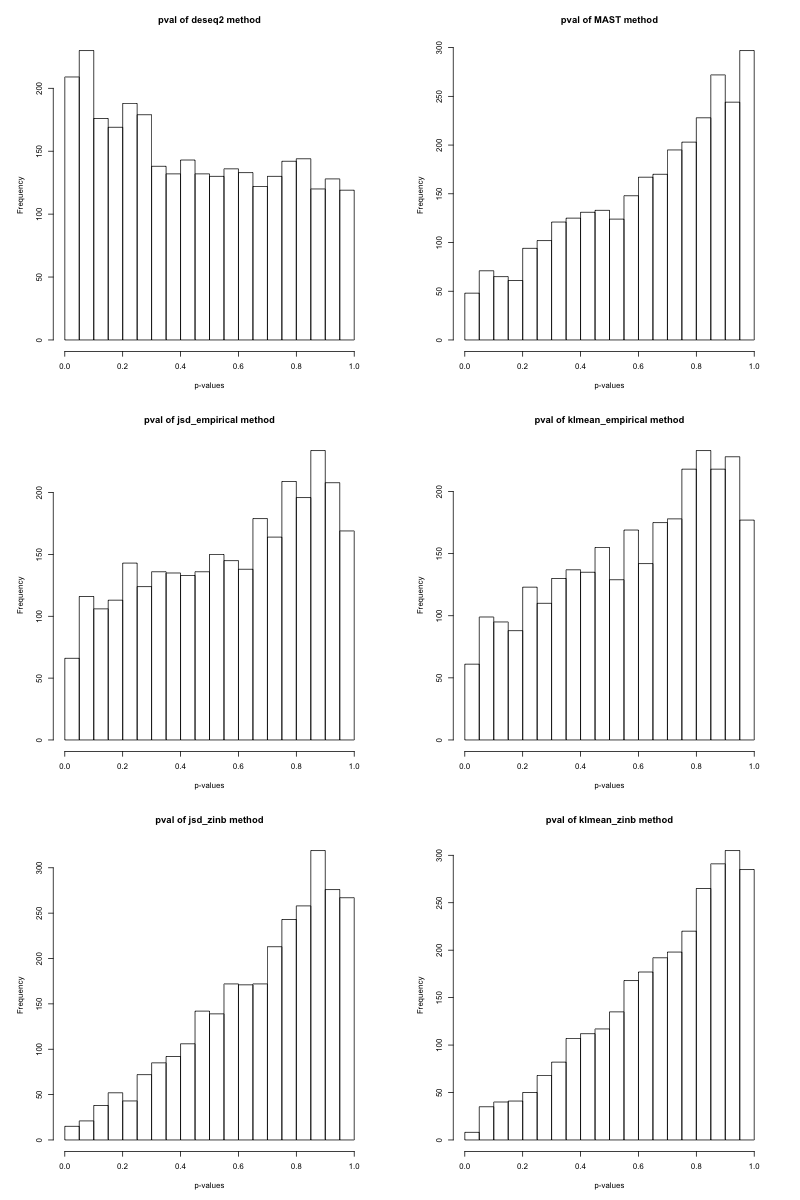 pval of deseq2 method
Frequency
0 50 100 150 200
0.0 0.2 0.4 0.6 0.8 1.0
p-values
pval of MAST method
Frequency
0 50 100 150 200 250 300
0.0 0.2 0.4 0.6 0.8 1.0
p-values
pval of jsd_empirical method
Frequency
0 50 100 150 200
0.0 0.2 0.4 0.6 0.8 1.0
p-values
pval of klmean_empirical method
Frequency
0 50 100 150 200
0.0 0.2 0.4 0.6 0.8 1.0
p-values
pval of jsd_zinb method
Frequency
0 50 100 150 200 250 300
0.0 0.2 0.4 0.6 0.8 1.0
p-values
pval of klmean_zinb method
Frequency
0 50 100 150 200 250 300
0.0 0.2 0.4 0.6 0.8 1.0
p-values